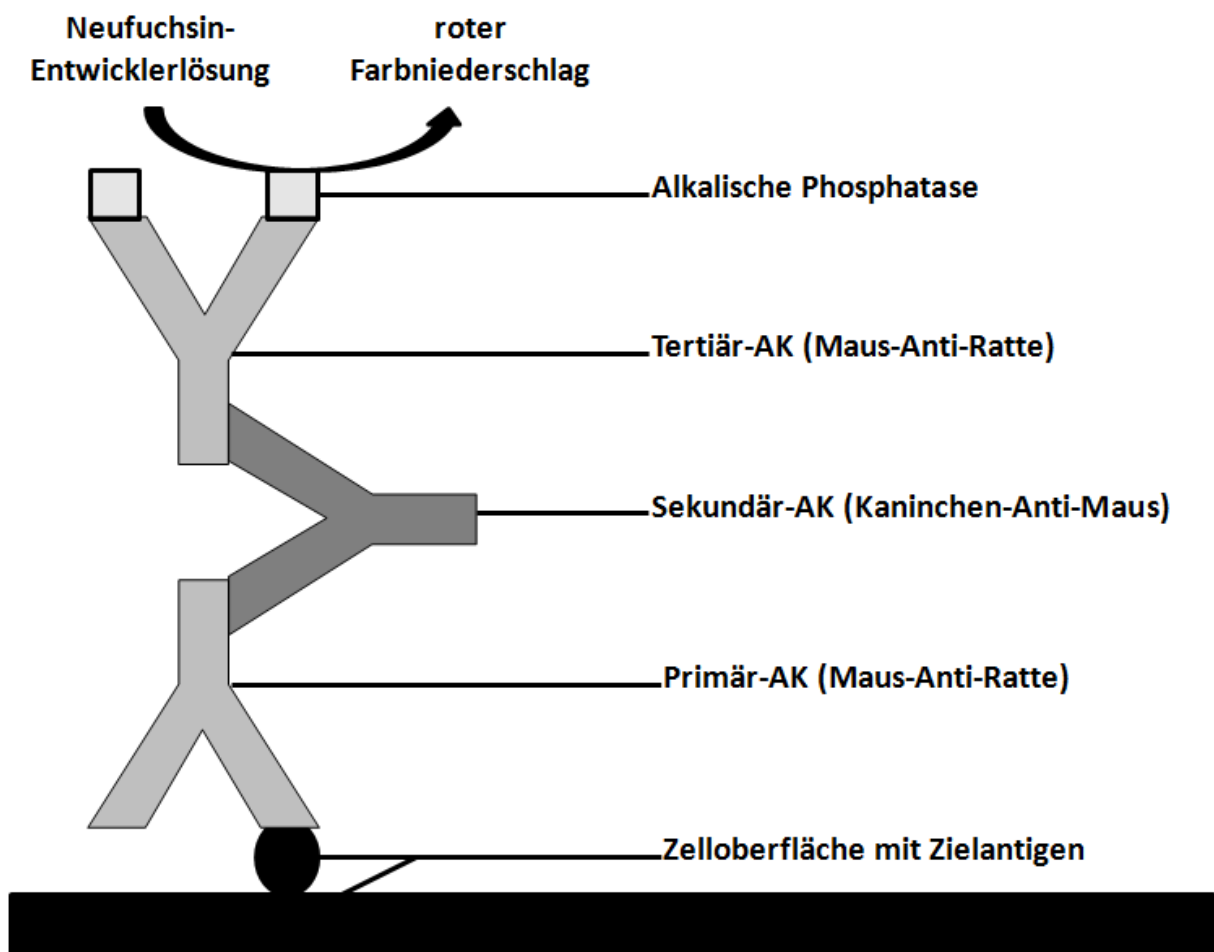 Neufuchsin-
Entwicklerlösung
roter
Farbniederschlag
Alkalische Phosphatase
Tertiär-AK (Maus-Anti-Ratte)
Sekundär-AK (Kaninchen-Anti-Maus)
Primär-AK (Maus-Anti-Ratte)
Zelloberfläche mit Zielantigen